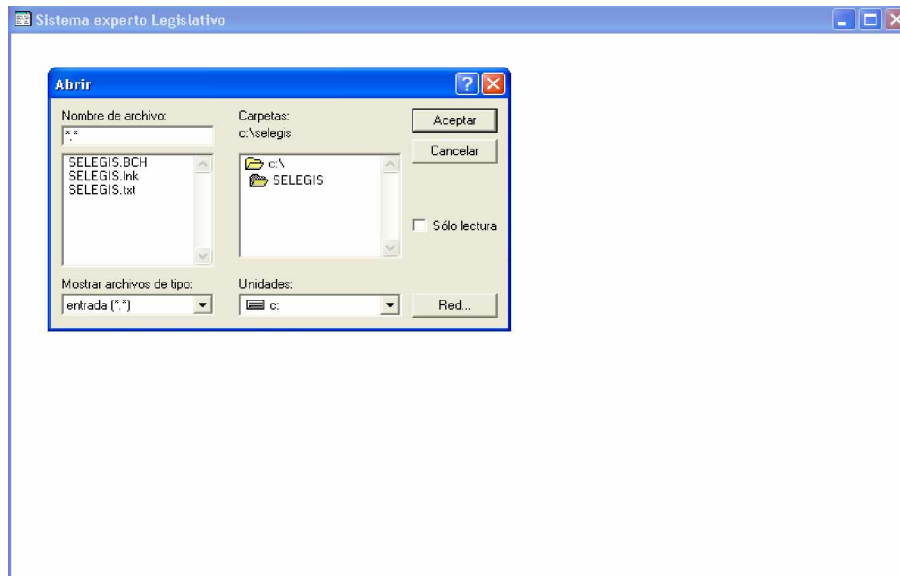 Sistema experto Legislativo
Abrir
Nombre de archivo:
*.*
SELEGIS.BCH
SELEGIS.lnk
SELEGIS.txt
Mostrar archivos de tipo:
entrada (*.*)
Carpetas:
c:\selegis
c:\
SELEGIS
Unidades:
c:
Aceptar
Cancelar
Sólo lectura
Red...